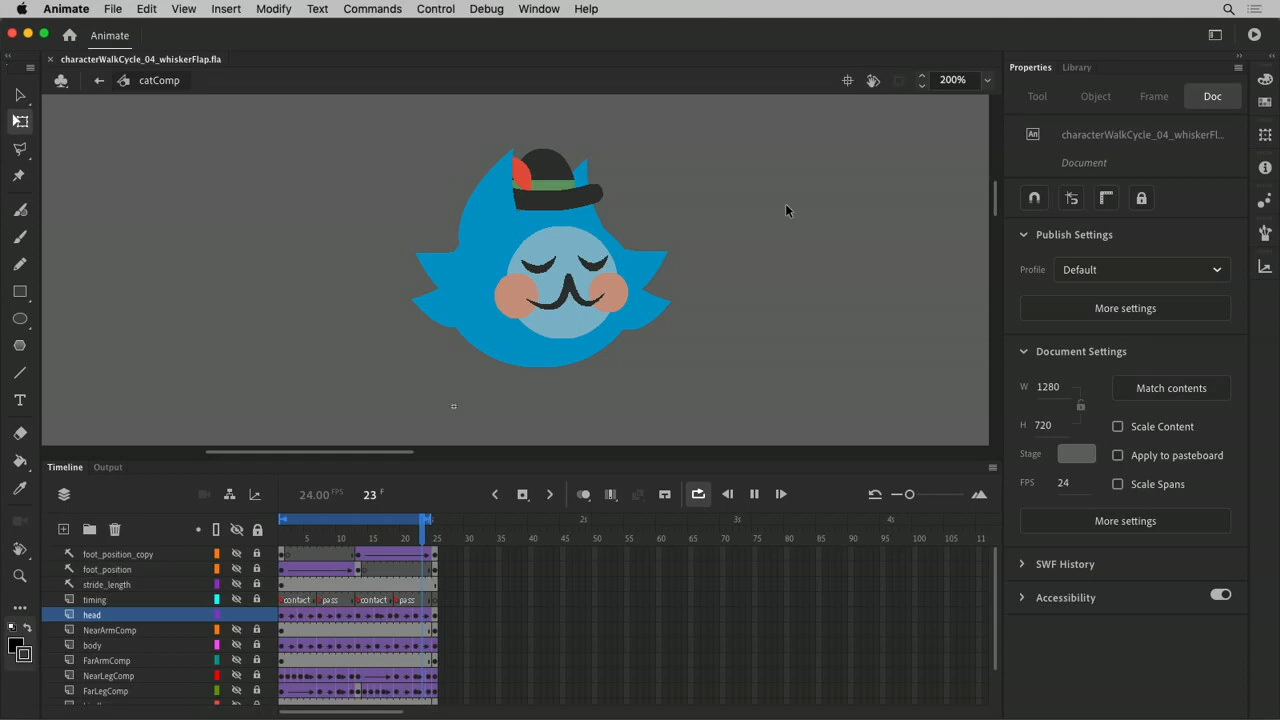 Animate File Edit View Insert Modify Text Commands Control Debug Window Help
Animate
characterWalkCycle_04_whiskerFlap.fla
catComp
200%
Properties Library
Tool Object Frame Doc
An characterWalkCycle_04_whiskerFl...
Document
Publish Settings
Profile Default
More settings
Document Settings
W 1280 Match contents
H 720 Scale Content
Stage Apply to pasteboard
FPS 24 Scale Spans
More settings
SWF History
Accessibility
Timeline Output
24.00 FPS 23 F
2s 3s 4s
5 10 15 20 25 30 35 40 45 50 55 60 65 70 75 80 85 90 95 100 105 11
foot_position_copy
foot_position
stride_length
timing contact pass contact pass
head
NearArmComp
body
FarArmComp
NearLegComp
FarLegComp